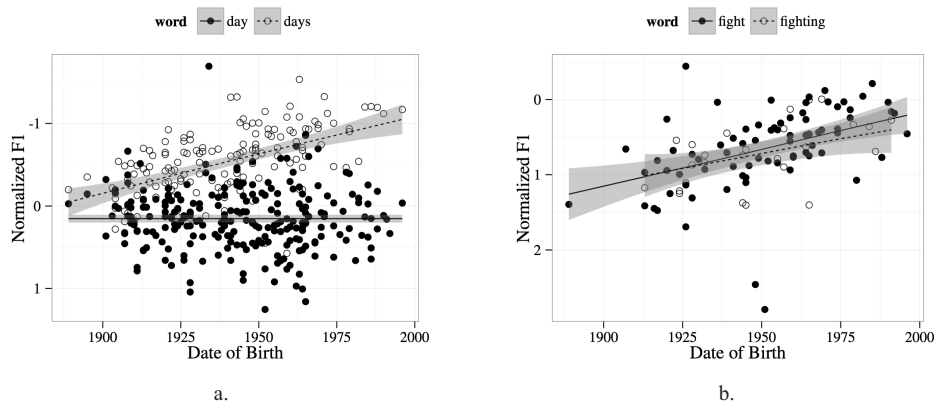 word day days
Normalized F1
-1
0
1
1900 1925 1950 1975 2000
Date of Birth
a.
word fight fighting
Normalized F1
0
1
2
1900 1925 1950 1975 2000
Date of Birth
b.